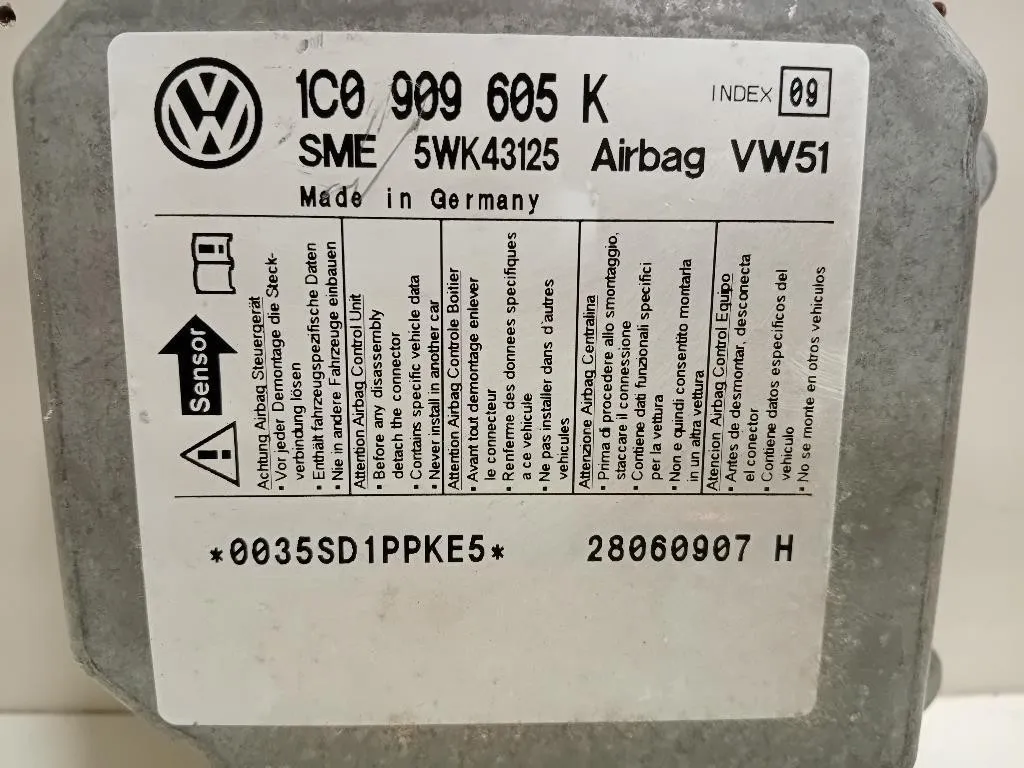 1C0 909 605 K
INDEX 09
SME 5WK43125 Airbag VW51
Made in Germany
Sensor
Achtung Airbag Steuergerät
• Vor jeder Demontage die Steck-
verbindung lösen
• Enthält fahrzeugspezifische Daten
• Nie in andere Fahrzeuge einbauen
Attention Airbag Control Unit
• Before any disassembly
detach the connector
• Contains specific vehicle data
• Never install in another car
Attention Airbag Controle Boitier
• Avant tout demontage enlever
le connecteur
• Renferme des donnees specifiques
a ce vehicule
• Ne pas installer dans d'autres
vehicules
Attenzione Airbag Centralina
• Prima di procedere allo smontaggio,
staccare il connessione
• Contiene dati funzionali specifici
per la vettura
• Non e quindi consentito montarla
in un altra vettura
Atencion Airbag Control Equipo
• Antes de desmontar, desconecta
el conector
• Contiene datos especificos del
vehiculo
• No se monte en otros vehiculos
*0035SD1PPKE5* 28060907 H